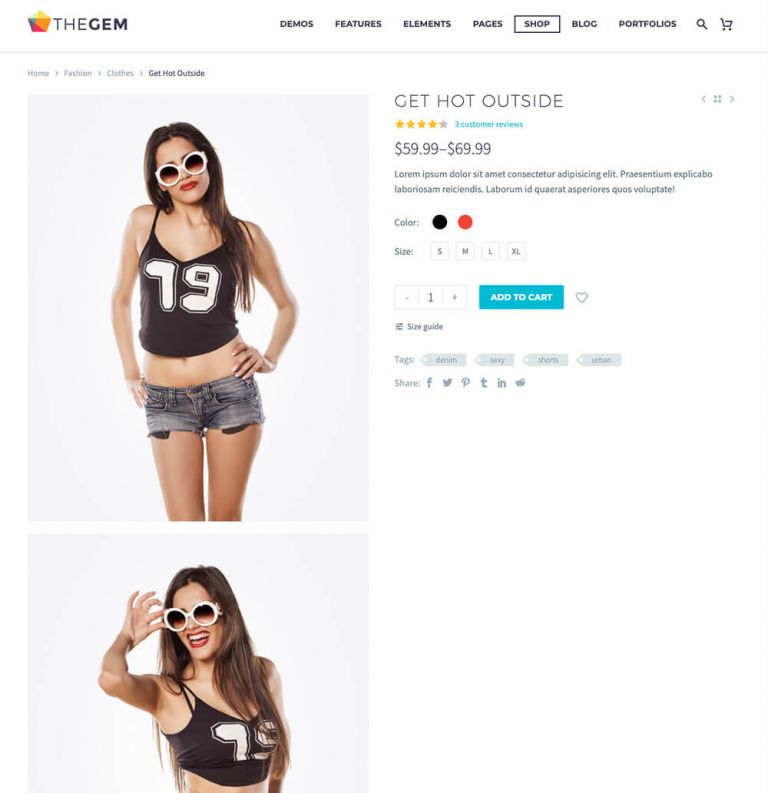 THEGEM
DEMOS FEATURES ELEMENTS PAGES SHOP BLOG PORTFOLIOS
Home > Fashion > Clothes > Get Hot Outside
GET HOT OUTSIDE
3 customer reviews
$59.99–$69.99
Lorem ipsum dolor sit amet consectetur adipisicing elit. Praesentium explicabo
laboriosam reiciendis. Laborum id quaerat asperiores quos voluptate!
Color:
Size: S M L XL
- 1 + ADD TO CART
Size guide
Tags: denim sexy shorts urban
Share:
19
19